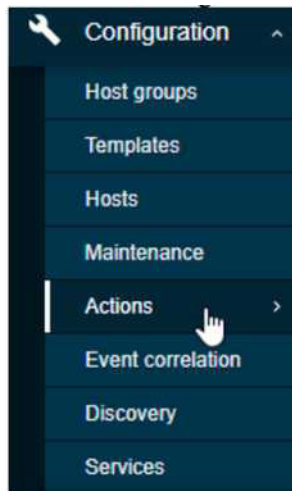 Configuration
Host groups
Templates
Hosts
Maintenance
Actions
Event correlation
Discovery
Services